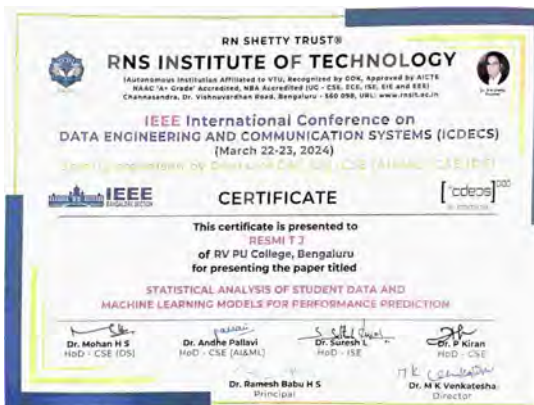 RN SHETTY TRUST®
RNS INSTITUTE OF TECHNOLOGY
(Autonomous Institution Affiliated to VTU, Recognized by GOK, Approved by AICTE
NAAC 'A+ Grade' Accredited, NBA Accredited (UG - CSE, ECE, ISE, EIE and EEE)
Channasandra, Dr. Vishnuvardhan Road, Bengaluru - 560 098, URL: www.rnsit.ac.in
IEEE International Conference on
DATA ENGINEERING AND COMMUNICATION SYSTEMS (ICDECS)
(March 22-23, 2024)
IEEE
BANGALORE SECTION
CERTIFICATE
This certificate is presented to
RESMI T J
of RV PU College, Bengaluru
for presenting the paper titled
STATISTICAL ANALYSIS OF STUDENT DATA AND
MACHINE LEARNING MODELS FOR PERFORMANCE PREDICTION
Dr. Mohan H S Dr. Andhe Pallavi Dr. Suresh L Dr. P Kiran
HoD - CSE (DS) HoD - CSE (AI&ML) HoD - ISE HoD - CSE
Dr. Ramesh Babu H S Dr. M K Venkatesha
Principal Director